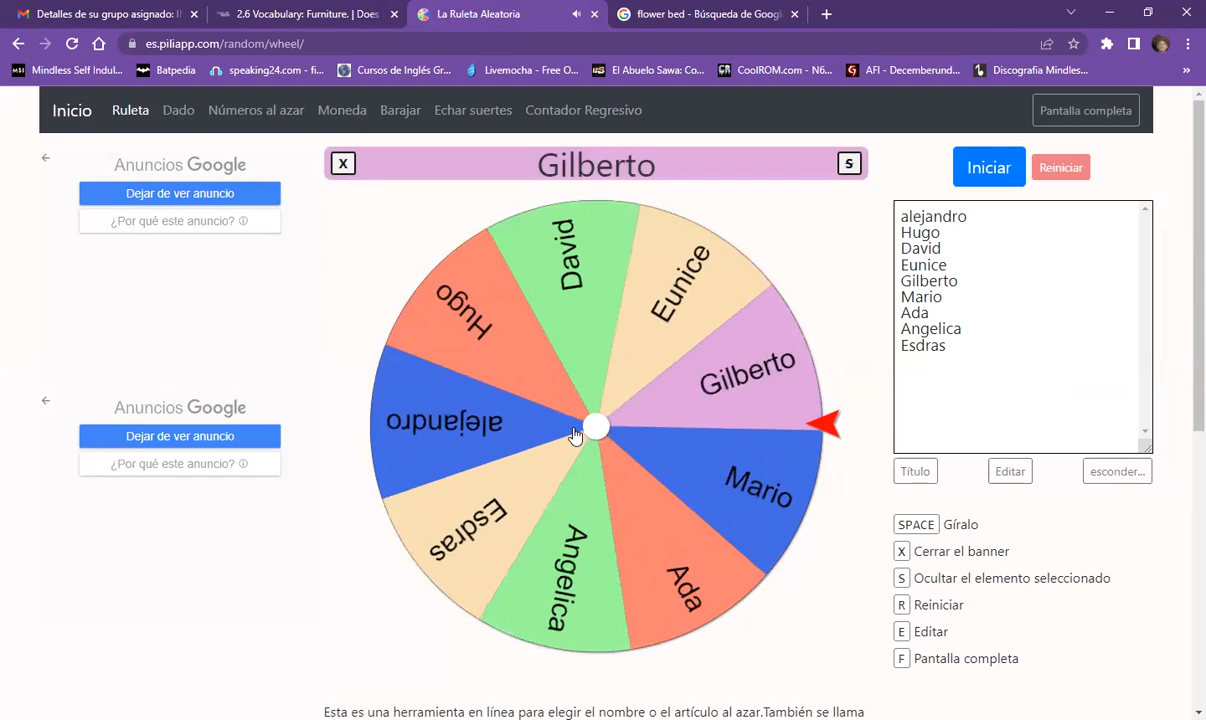 Detalles de su grupo asignado: II
2.6 Vocabulary: Furniture. | Does
La Ruleta Aleatoria
flower bed - Búsqueda de Googl
es.piliapp.com/random/wheel/
Mindless Self Indul...
Batpedia
speaking24.com - fi...
Cursos de Inglés Gr...
Livemocha - Free O...
El Abuelo Sawa: Co...
CoolROM.com - N6...
AFI - Decemberund...
Discografia Mindles...
»
Inicio
Ruleta
Dado
Números al azar
Moneda
Barajar
Echar suertes
Contador Regresivo
Pantalla completa
Anuncios Google
Dejar de ver anuncio
¿Por qué este anuncio?
Anuncios Google
Dejar de ver anuncio
¿Por qué este anuncio?
X
Gilberto
S
David
Eunice
Hugo
Gilberto
alejandro
Mario
Esdras
Angelica
Ada
Iniciar
Reiniciar
alejandro
Hugo
David
Eunice
Gilberto
Mario
Ada
Angelica
Esdras
Título
Editar
esconder...
SPACE Gíralo
X Cerrar el banner
S Ocultar el elemento seleccionado
R Reiniciar
E Editar
F Pantalla completa
Esta es una herramienta en línea para elegir el nombre o el artículo al azar.También se llama